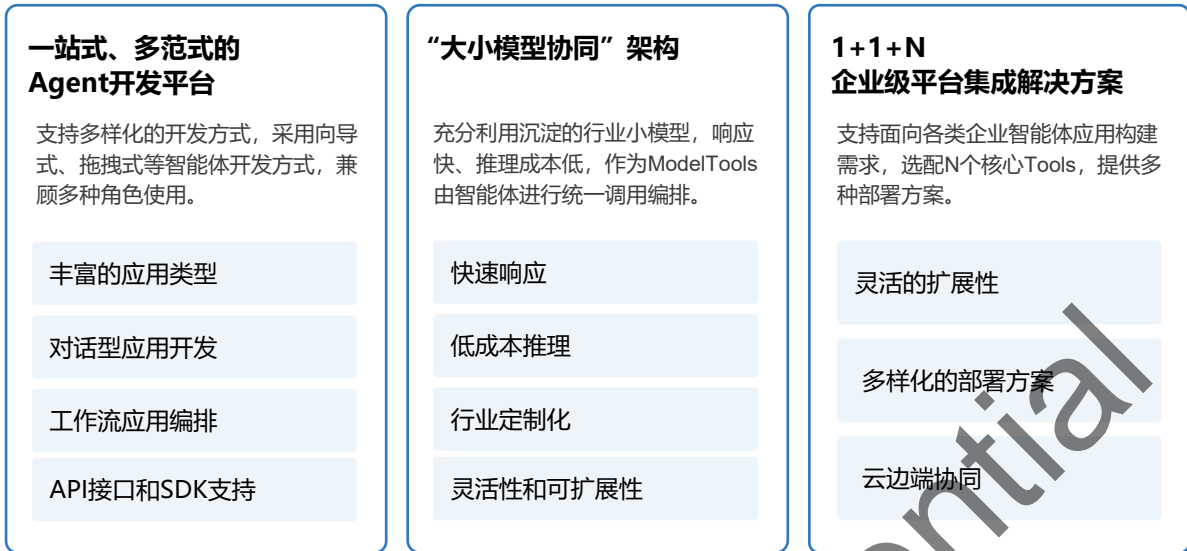 一站式、多范式的
Agent开发平台
支持多样化的开发方式，采用向导
式、拖拽式等智能体开发方式，兼
顾多种角色使用。
丰富的应用类型
对话型应用开发
工作流应用编排
API接口和SDK支持
“大小模型协同”架构
充分利用沉淀的行业小模型，响应
快、推理成本低，作为ModelTools
由智能体进行统一调用编排。
快速响应
低成本推理
行业定制化
灵活性和可扩展性
1+1+N
企业级平台集成解决方案
支持面向各类企业智能体应用构建
需求，选配N个核心Tools，提供多
种部署方案。
灵活的扩展性
多样化的部署方案
云边端协同
ential